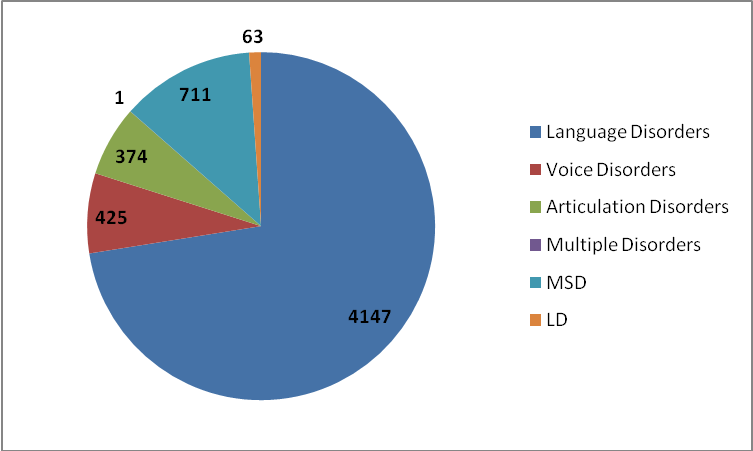 63
1
711
374
425
4147
Language Disorders
Voice Disorders
Articulation Disorders
Multiple Disorders
MSD
LD